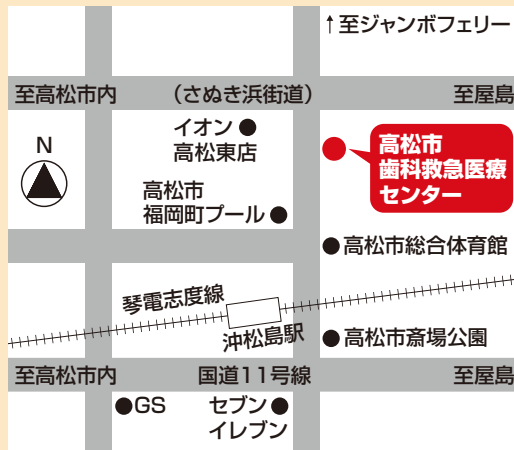 ↑至ジャンボフェリー
至高松市内
（さぬき浜街道）
至屋島
N
イオン
高松東店
高松市
歯科救急医療
センター
高松市
福岡町プール
高松市総合体育館
琴電志度線
沖松島駅
高松市斎場公園
至高松市内
国道11号線
至屋島
GS
セブン
イレブン